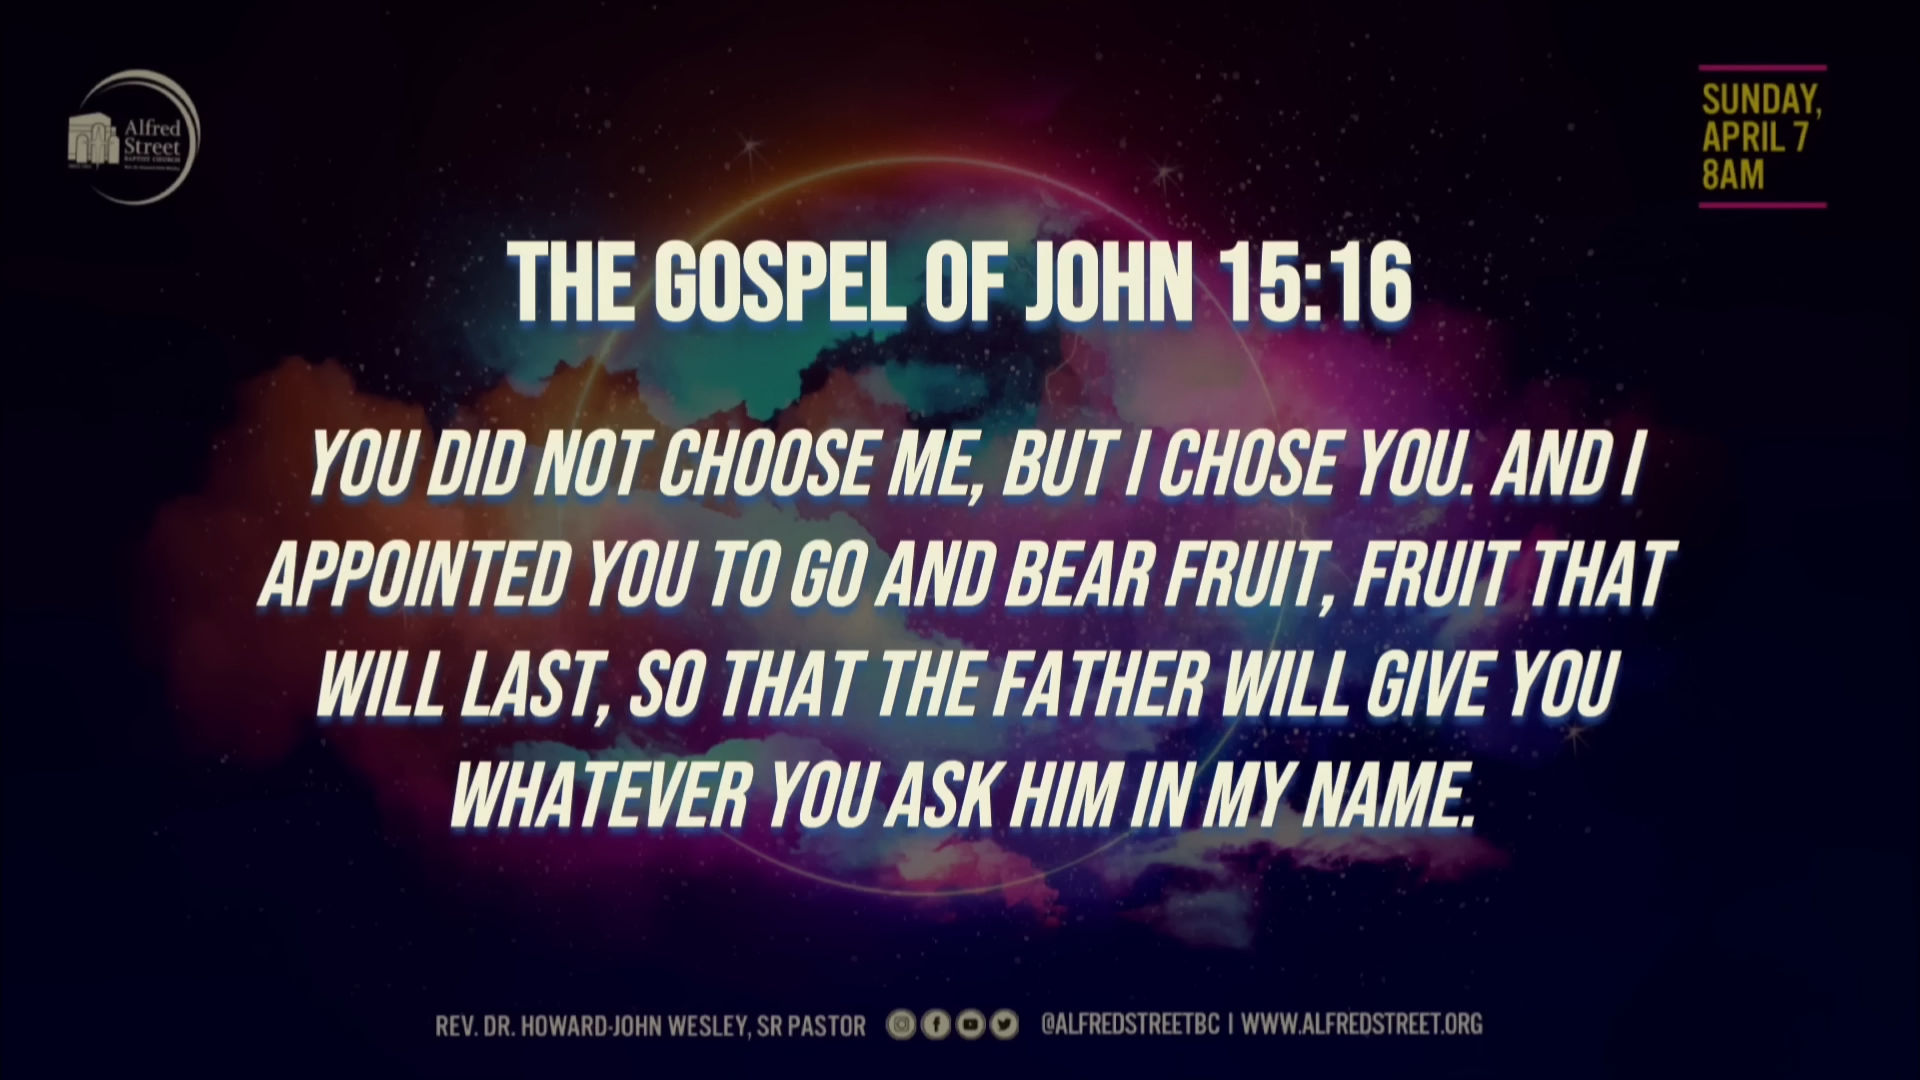 Alfred
Street
BAPTIST CHURCH
SUNDAY,
APRIL 7
8AM
THE GOSPEL OF JOHN 15:16
YOU DID NOT CHOOSE ME, BUT I CHOSE YOU. AND I
APPOINTED YOU TO GO AND BEAR FRUIT, FRUIT THAT
WILL LAST, SO THAT THE FATHER WILL GIVE YOU
WHATEVER YOU ASK HIM IN MY NAME.
REV. DR. HOWARD-JOHN WESLEY, SR PASTOR @ALFREDSTREETBC | WWW.ALFREDSTREET.ORG